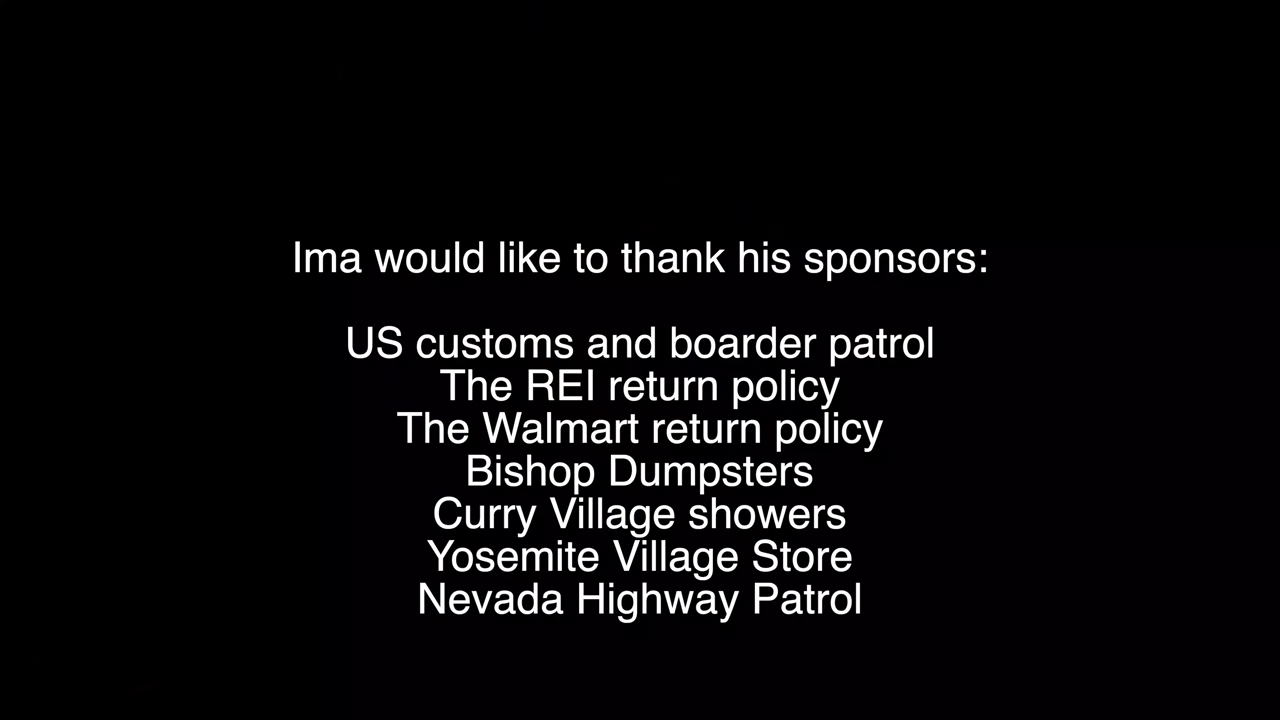 Ima would like to thank his sponsors:
US customs and boarder patrol
The REI return policy
The Walmart return policy
Bishop Dumpsters
Curry Village showers
Yosemite Village Store
Nevada Highway Patrol